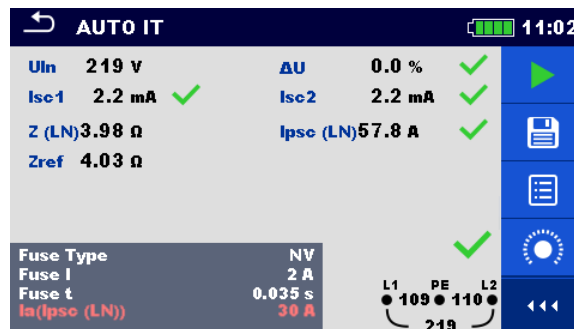 AUTO IT 11:02
Uln 219 V ΔU 0.0 %
Isc1 2.2 mA Isc2 2.2 mA
Z (LN) 3.98 Ω Ipsc (LN) 57.8 A
Zref 4.03 Ω
Fuse Type NV
Fuse I 2 A
Fuse t 0.035 s
Ia(Ipsc (LN)) 30 A
L1 PE L2
109 110
219